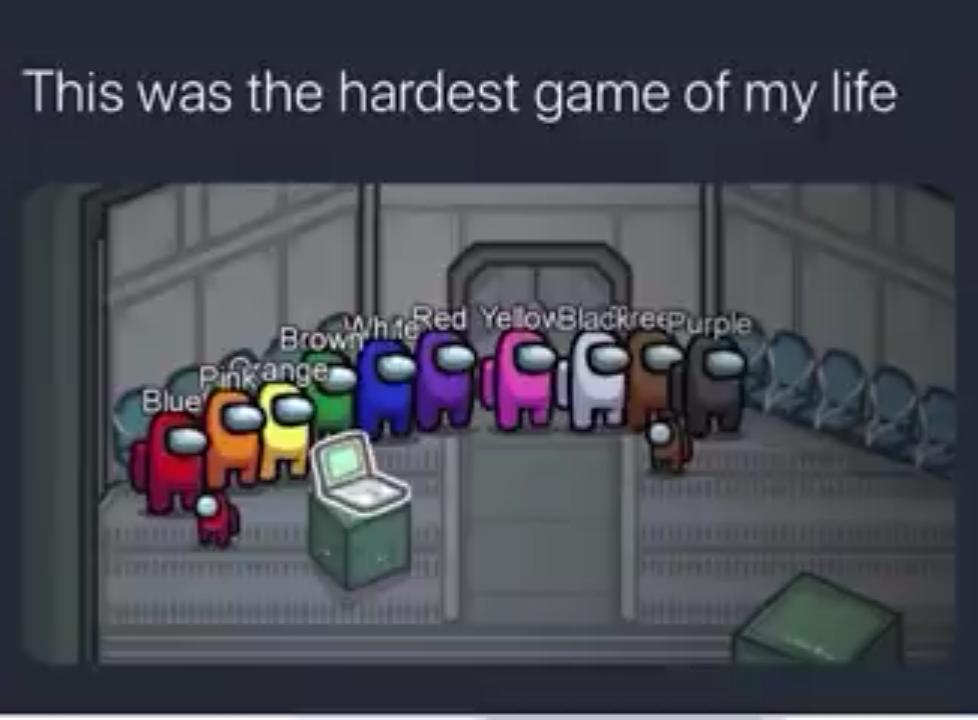 This was the hardest game of my life
Red Yellow Black Purple
Brown White
Pink Orange
Blue